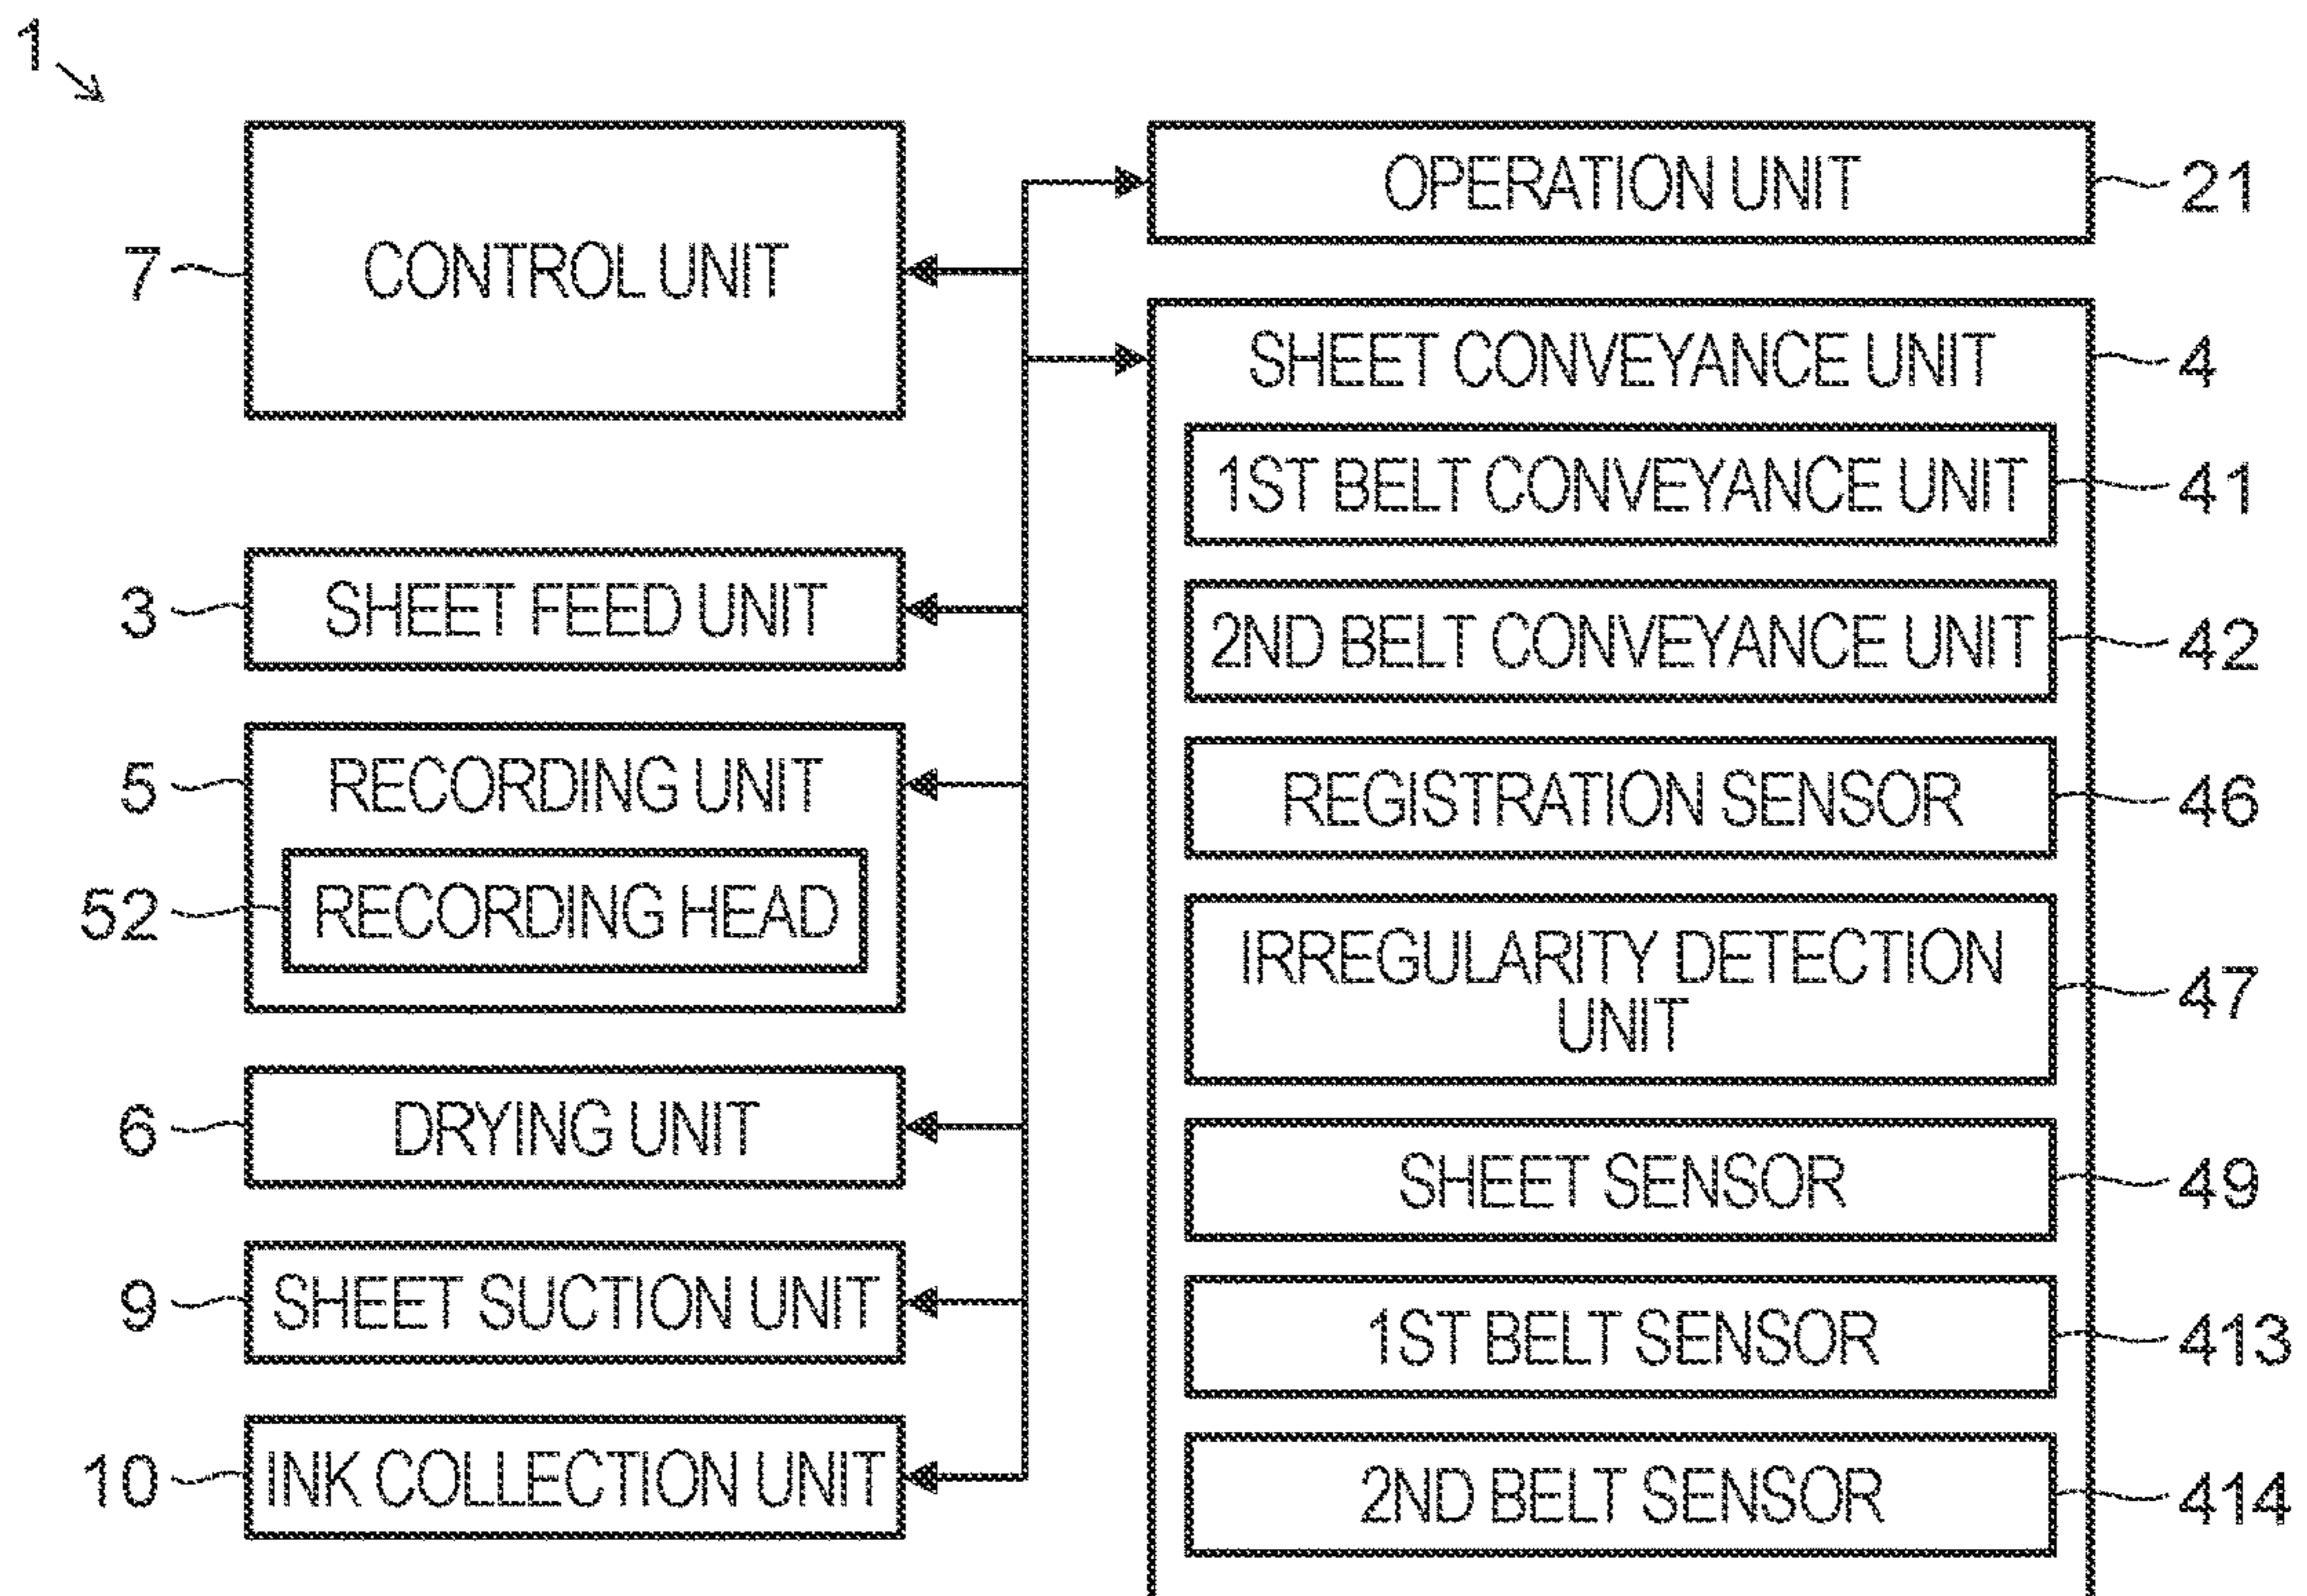 1
CONTROL UNIT
7
SHEET FEED UNIT
3
RECORDING UNIT
5
RECORDING HEAD
52
DRYING UNIT
6
SHEET SUCTION UNIT
9
INK COLLECTION UNIT
10
OPERATION UNIT
21
SHEET CONVEYANCE UNIT
4
1ST BELT CONVEYANCE UNIT
41
2ND BELT CONVEYANCE UNIT
42
REGISTRATION SENSOR
46
IRREGULARITY DETECTION
UNIT
47
SHEET SENSOR
49
1ST BELT SENSOR
413
2ND BELT SENSOR
414